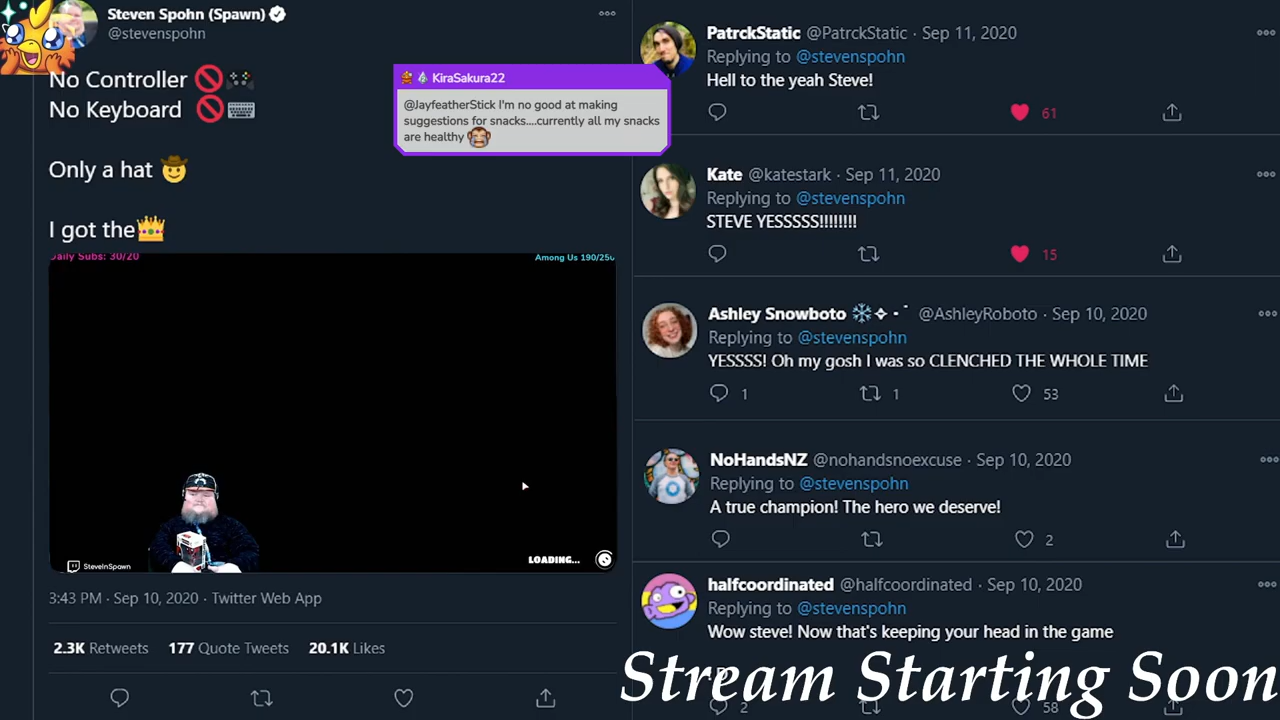 Steven Spohn (Spawn)
@stevenspohn
No Controller 🚫🎮
No Keyboard 🚫⌨
Only a hat 🤠
I got the👑
KiraSakura22
@JayfeatherStick I'm no good at making
suggestions for snacks....currently all my snacks
are healthy
Daily Subs: 30/20
Among Us 190/250
LOADING...
SteveInSpawn
3:43 PM · Sep 10, 2020 · Twitter Web App
2.3K Retweets 177 Quote Tweets 20.1K Likes
PatrckStatic @PatrckStatic · Sep 11, 2020
Replying to @stevenspohn
Hell to the yeah Steve!
61
Kate @katestark · Sep 11, 2020
Replying to @stevenspohn
STEVE YESSSSS!!!!!!!!
15
Ashley Snowboto ❄️ @AshleyRoboto · Sep 10, 2020
Replying to @stevenspohn
YESSSS! Oh my gosh I was so CLENCHED THE WHOLE TIME
1 1 53
NoHandsNZ @nohandsnoexcuse · Sep 10, 2020
Replying to @stevenspohn
A true champion! The hero we deserve!
2
halfcoordinated @halfcoordinated · Sep 10, 2020
Replying to @stevenspohn
Wow steve! Now that's keeping your head in the game
Stream Starting Soon
2 58